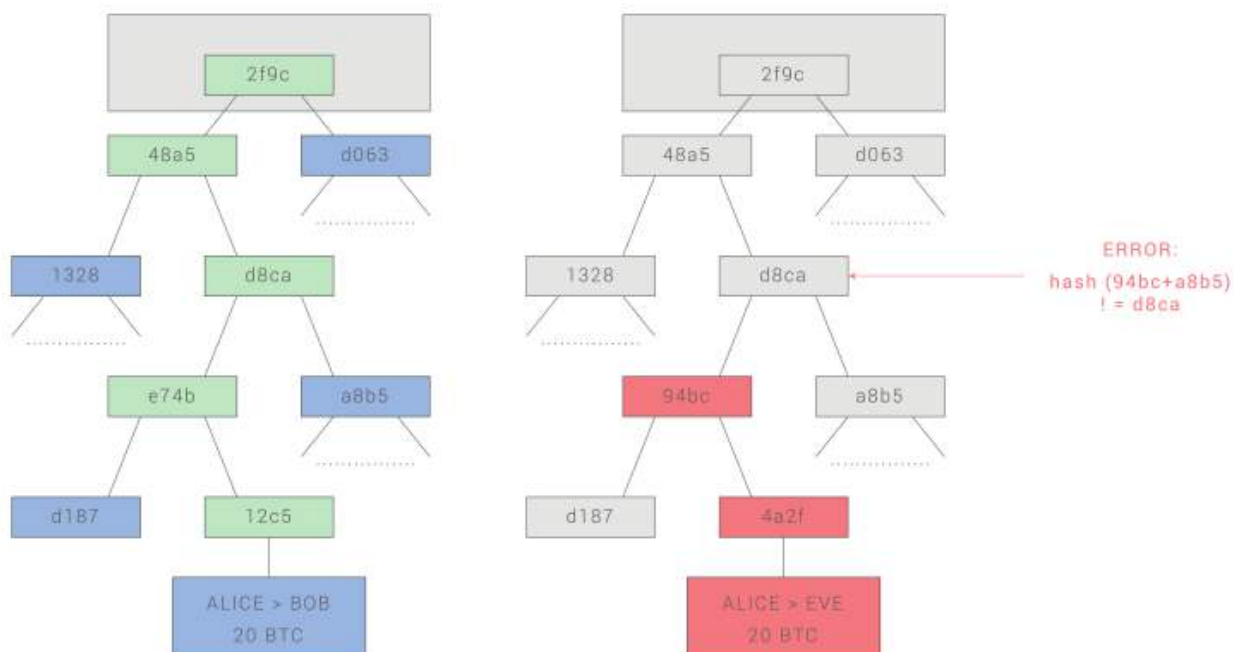 2f9c
48a5
d063
1328
d8ca
e74b
a8b5
d187
12c5
ALICE > BOB
20 BTC
2f9c
48a5
d063
1328
d8ca
94bc
a8b5
d187
4a2f
ALICE > EVE
20 BTC
ERROR:
hash (94bc+a8b5)
! = d8ca